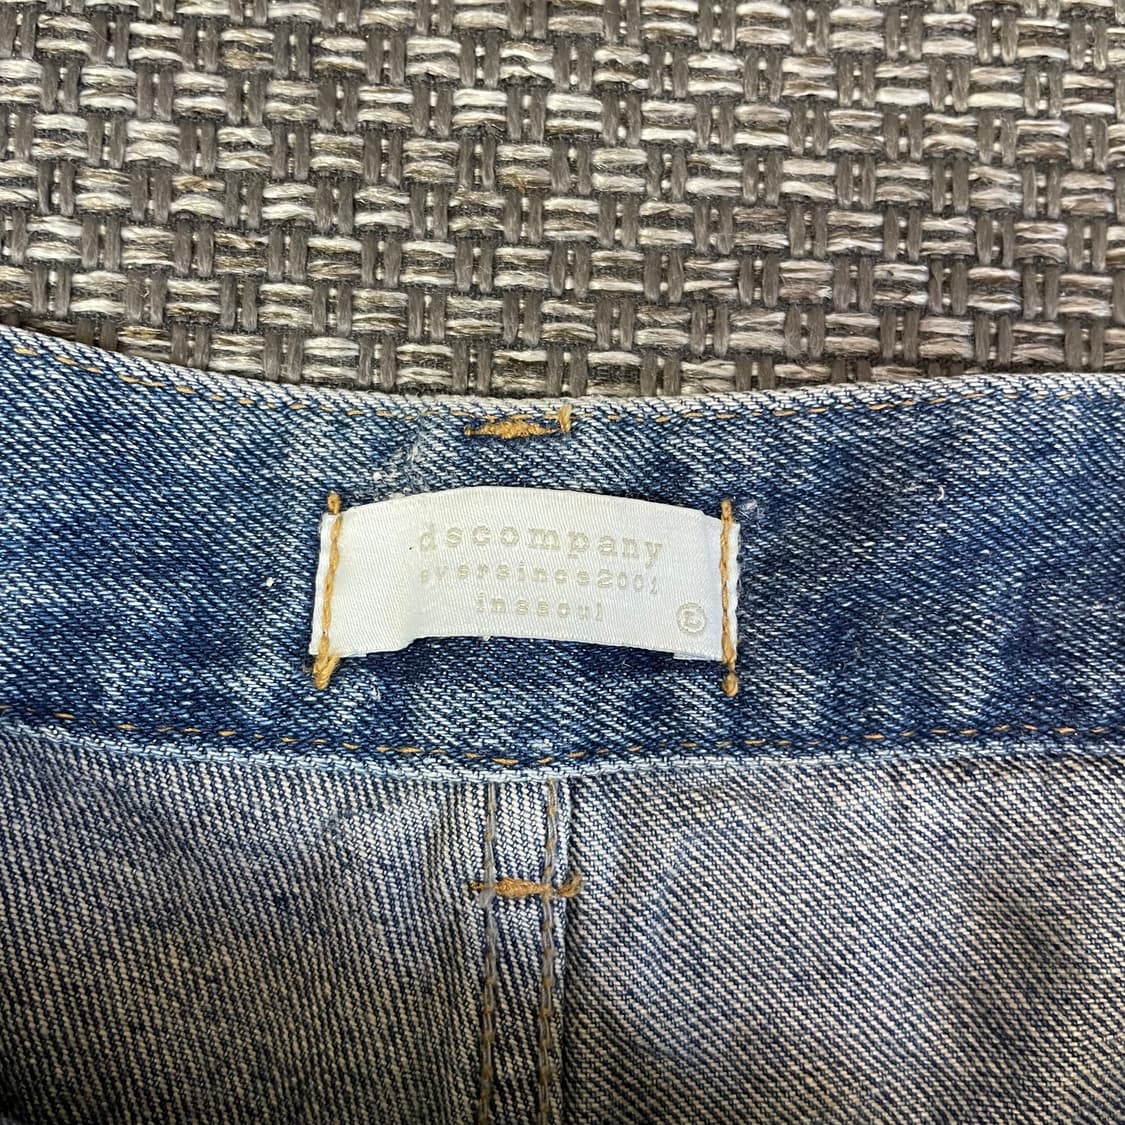 dscompany
eversince2001
inseoul
L